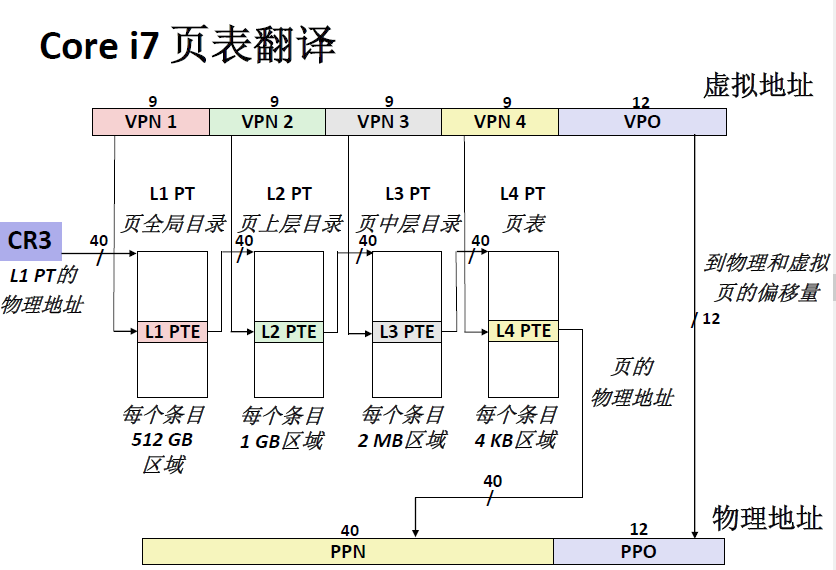 Core i7 页表翻译
虚拟地址
9 9 9 9 12
VPN 1 VPN 2 VPN 3 VPN 4 VPO
L1 PT L2 PT L3 PT L4 PT
页全局目录 页上层目录 页中层目录 页表
CR3
40 40 40 40
L1 PT的
物理地址
到物理和虚拟
页的偏移量
12
L1 PTE L2 PTE L3 PTE L4 PTE
页的
物理地址
每个条目 每个条目 每个条目 每个条目
512 GB 1 GB区域 2 MB区域 4 KB区域
区域
40
物理地址
40 12
PPN PPO